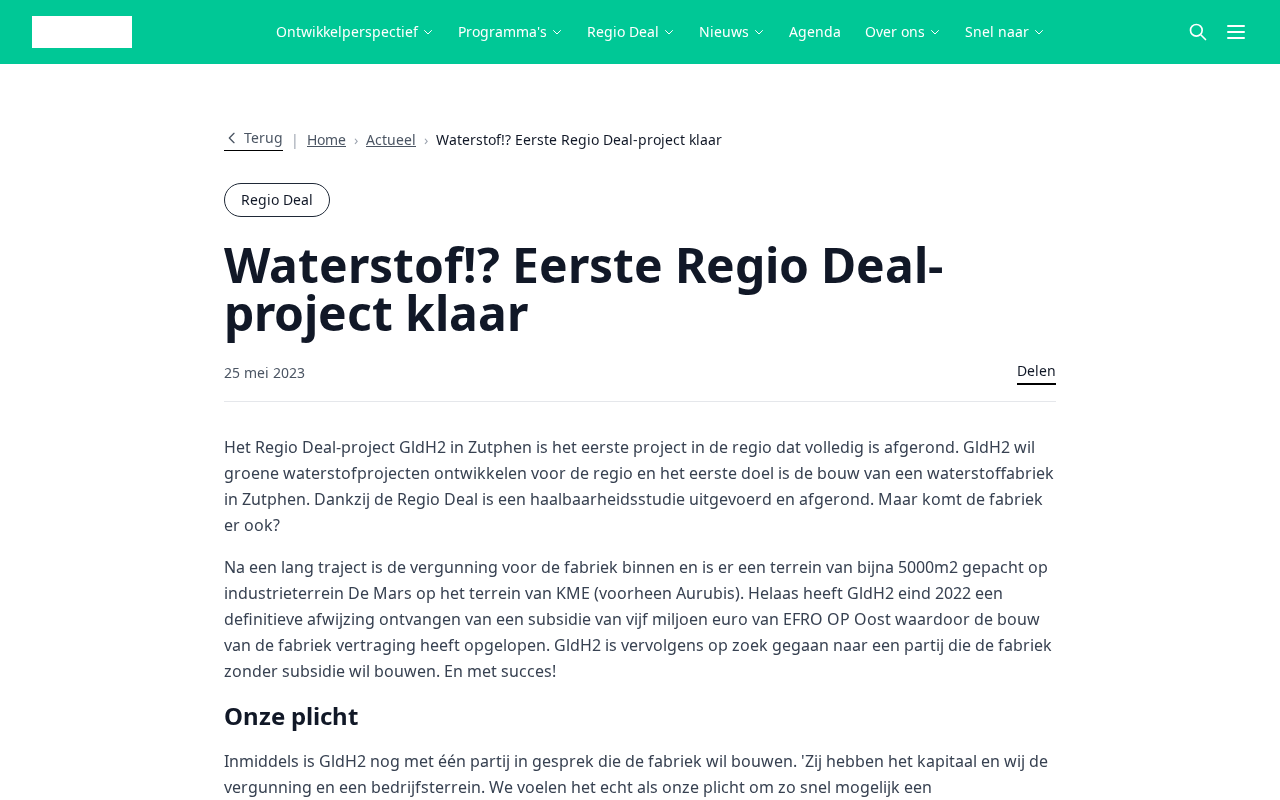 Ontwikkelperspectief Programma's Regio Deal Nieuws Agenda Over ons Snel naar
Terug | Home › Actueel › Waterstof!? Eerste Regio Deal-project klaar
Regio Deal
Waterstof!? Eerste Regio Deal-
project klaar
25 mei 2023
Delen
Het Regio Deal-project GldH2 in Zutphen is het eerste project in de regio dat volledig is afgerond. GldH2 wil
groene waterstofprojecten ontwikkelen voor de regio en het eerste doel is de bouw van een waterstoffabriek
in Zutphen. Dankzij de Regio Deal is een haalbaarheidsstudie uitgevoerd en afgerond. Maar komt de fabriek
er ook?
Na een lang traject is de vergunning voor de fabriek binnen en is er een terrein van bijna 5000m2 gepacht op
industrieterrein De Mars op het terrein van KME (voorheen Aurubis). Helaas heeft GldH2 eind 2022 een
definitieve afwijzing ontvangen van een subsidie van vijf miljoen euro van EFRO OP Oost waardoor de bouw
van de fabriek vertraging heeft opgelopen. GldH2 is vervolgens op zoek gegaan naar een partij die de fabriek
zonder subsidie wil bouwen. En met succes!
Onze plicht
Inmiddels is GldH2 nog met één partij in gesprek die de fabriek wil bouwen. 'Zij hebben het kapitaal en wij de
vergunning en een bedrijfsterrein. We voelen het echt als onze plicht om zo snel mogelijk een